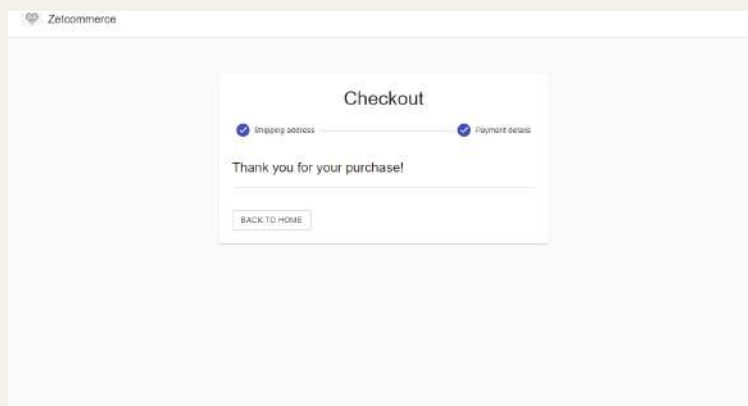 Zetcommerce
Checkout
Shipping address
Payment details
Thank you for your purchase!
BACK TO HOME